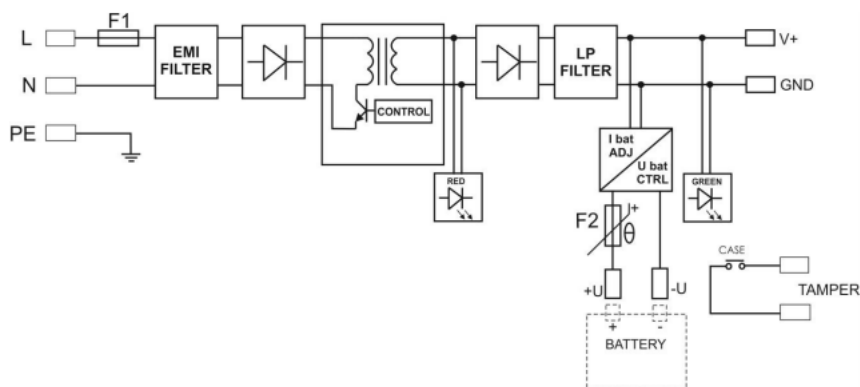 L
F1
EMI
FILTER
CONTROL
LP
FILTER
V+
N
GND
PE
RED
I bat
ADJ
U bat
CTRL
GREEN
F2
I+
θ
CASE
TAMPER
+U
-U
+
-
BATTERY